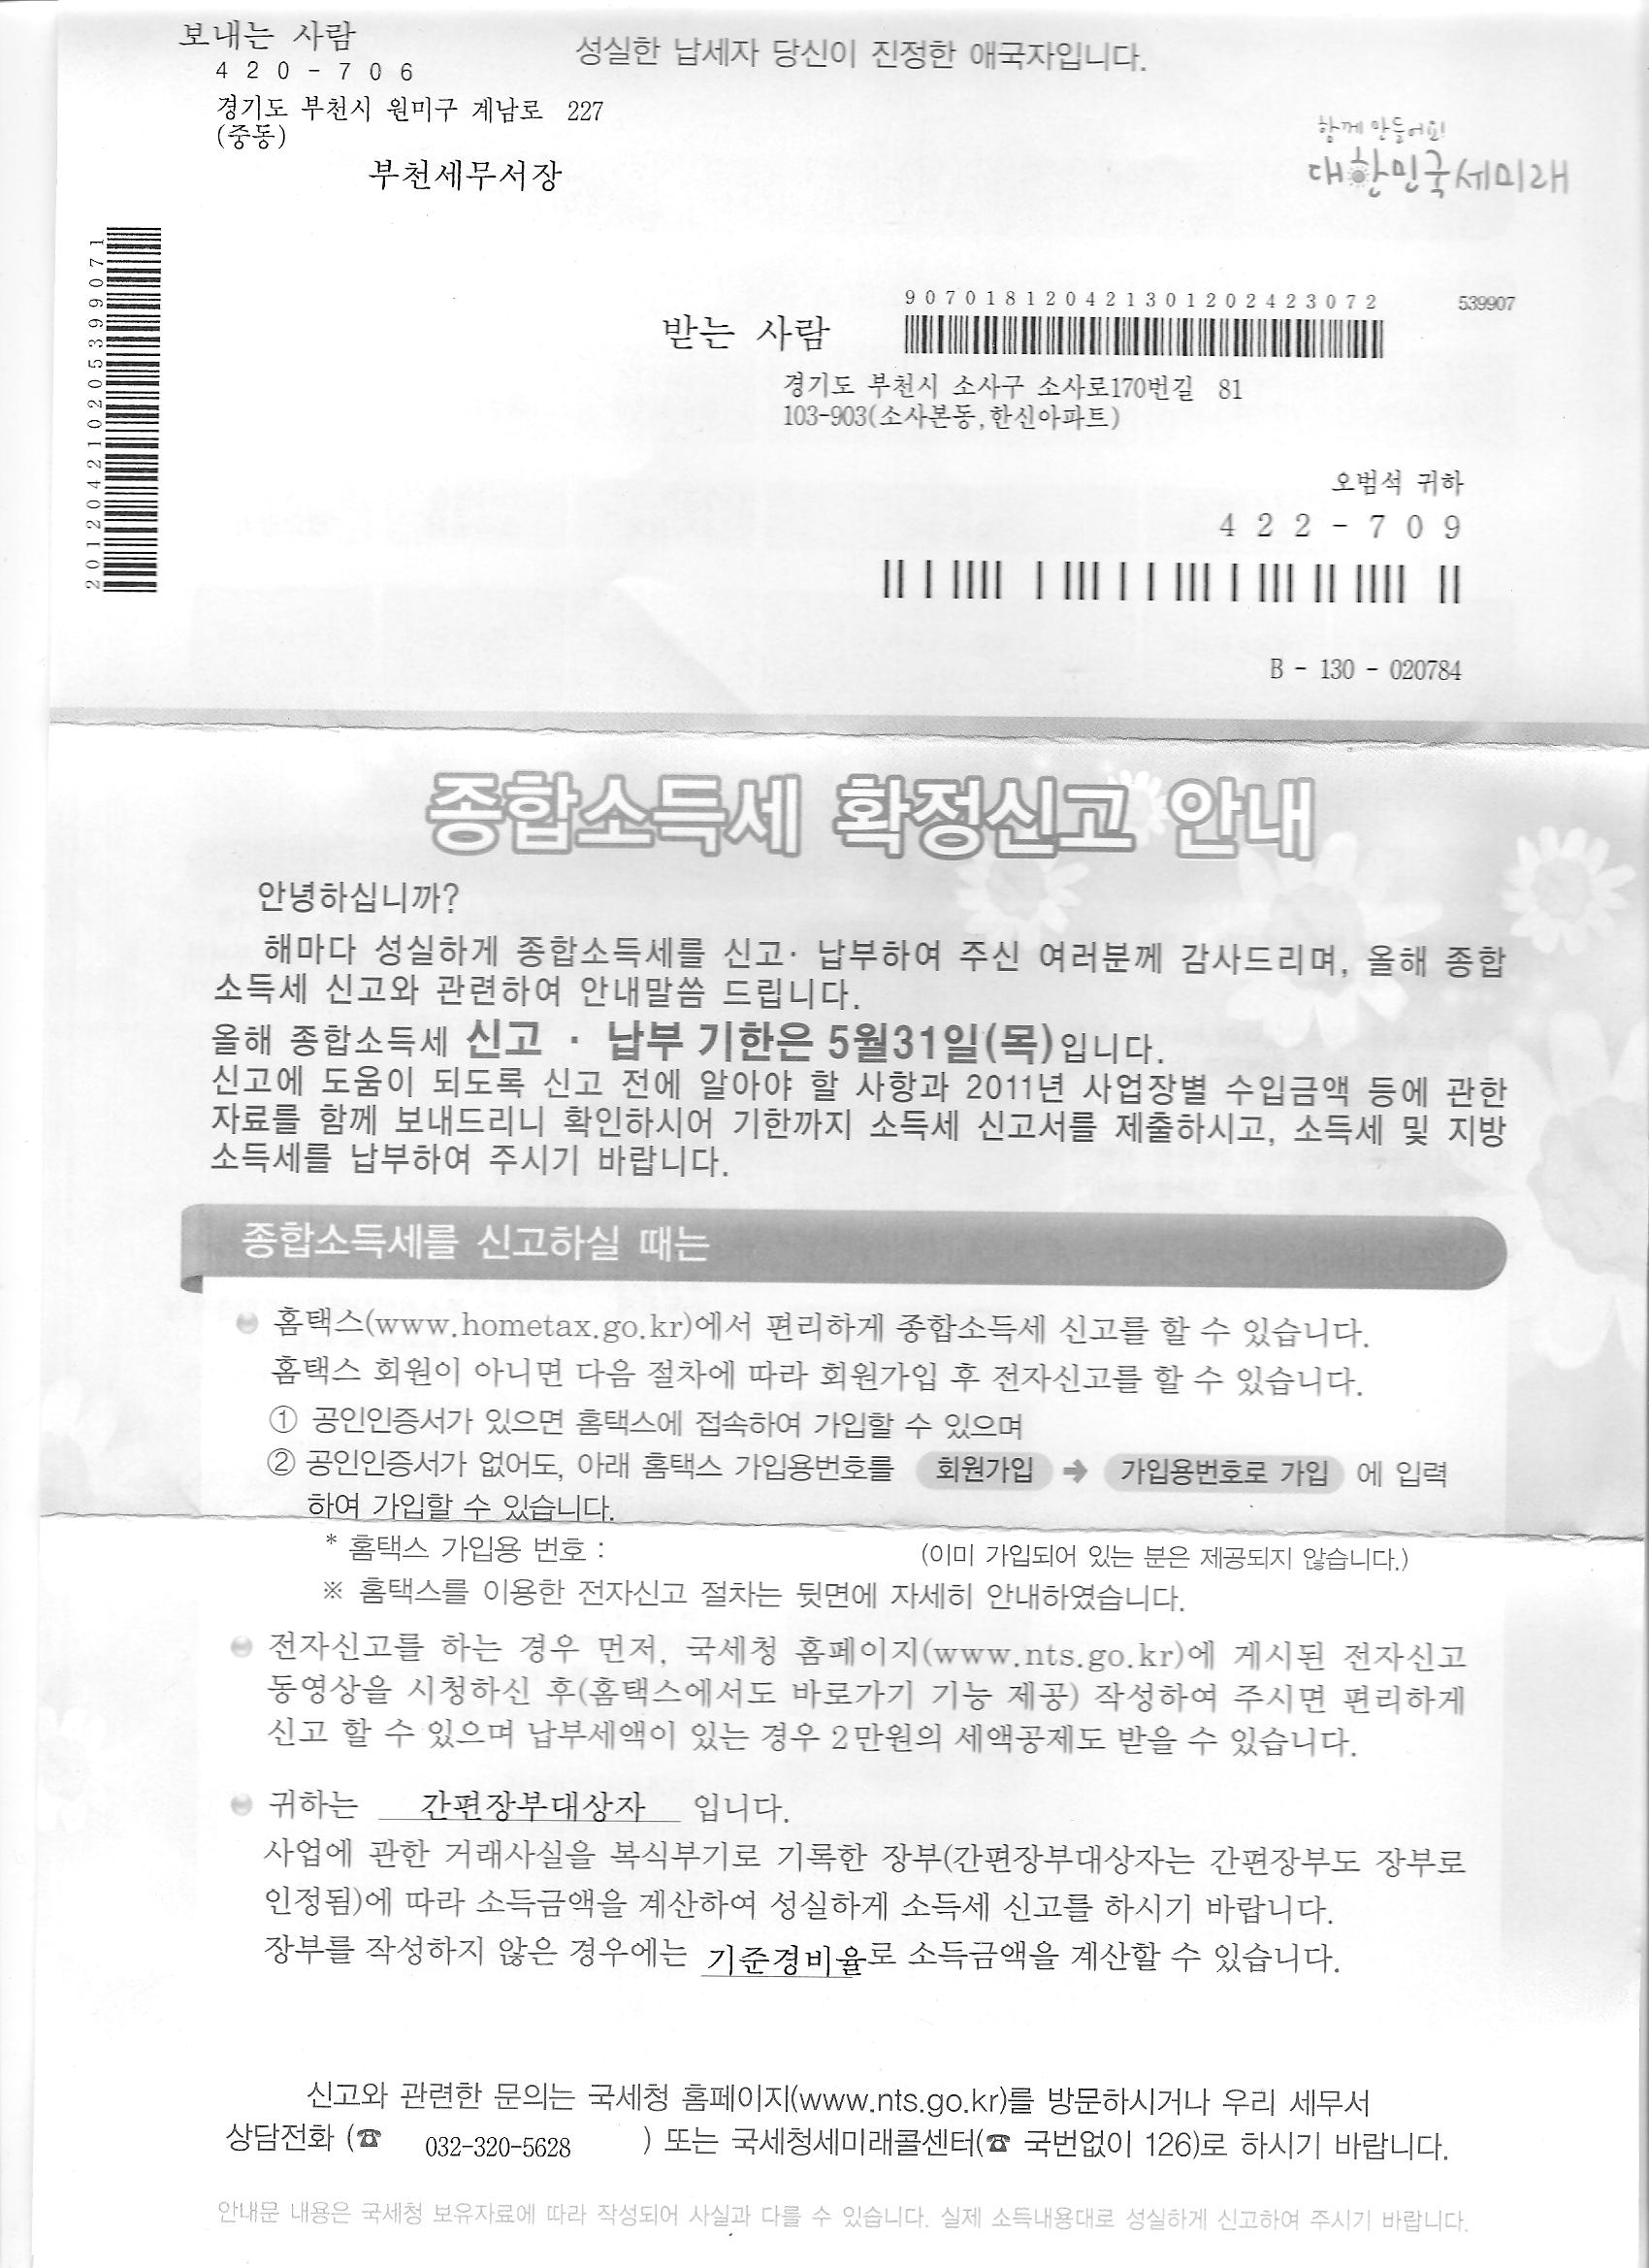 보내는 사람
420-706
성실한 납세자 당신이 진정한 애국자입니다.
경기도 부천시 원미구 계남로 227
(중동)
부천세무서장
함께 만들어요!
대한민국세미래
2012042102053990​71
9070181204213012024230​72
539907
받는 사람
경기도 부천시 소사구 소사로170번길 81
103-903(소사본동,한신아파트)
오범석 귀하
422-709
B - 130 - 020784
종합소득세 확정신고 안내
안녕하십니까?
해마다 성실하게 종합소득세를 신고· 납부하여 주신 여러분께 감사드리며, 올해 종합
소득세 신고와 관련하여 안내말씀 드립니다.
올해 종합소득세 신고 · 납부 기한은 5월31일(목)입니다.
신고에 도움이 되도록 신고 전에 알아야 할 사항과 2011년 사업장별 수입금액 등에 관한
자료를 함께 보내드리니 확인하시어 기한까지 소득세 신고서를 제출하시고, 소득세 및 지방
소득세를 납부하여 주시기 바랍니다.
종합소득세를 신고하실 때는
홈택스(www.hometax.go.kr)에서 편리하게 종합소득세 신고를 할 수 있습니다.
홈택스 회원이 아니면 다음 절차에 따라 회원가입 후 전자신고를 할 수 있습니다.
① 공인인증서가 있으면 홈택스에 접속하여 가입할 수 있으며
② 공인인증서가 없어도, 아래 홈택스 가입용번호를 회원가입 ➜ 가입용번호로 가입 에 입력
하여 가입할 수 있습니다.
* 홈택스 가입용 번호 : (이미 가입되어 있는 분은 제공되지 않습니다.)
※ 홈택스를 이용한 전자신고 절차는 뒷면에 자세히 안내하였습니다.
전자신고를 하는 경우 먼저, 국세청 홈페이지(www.nts.go.kr)에 게시된 전자신고
동영상을 시청하신 후(홈택스에서도 바로가기 기능 제공) 작성하여 주시면 편리하게
신고 할 수 있으며 납부세액이 있는 경우 2만원의 세액공제도 받을 수 있습니다.
귀하는 간편장부대상자 입니다.
사업에 관한 거래사실을 복식부기로 기록한 장부(간편장부대상자는 간편장부도 장부로
인정됨)에 따라 소득금액을 계산하여 성실하게 소득세 신고를 하시기 바랍니다.
장부를 작성하지 않은 경우에는 기준경비율로 소득금액을 계산할 수 있습니다.
신고와 관련한 문의는 국세청 홈페이지(www.nts.go.kr)를 방문하시거나 우리 세무서
상담전화 (☎ 032-320-5628 ) 또는 국세청세미래콜센터(☎ 국번없이 126)로 하시기 바랍니다.
안내문 내용은 국세청 보유자료에 따라 작성되어 사실과 다를 수 있습니다. 실제 소득내용대로 성실하게 신고하여 주시기 바랍니다.